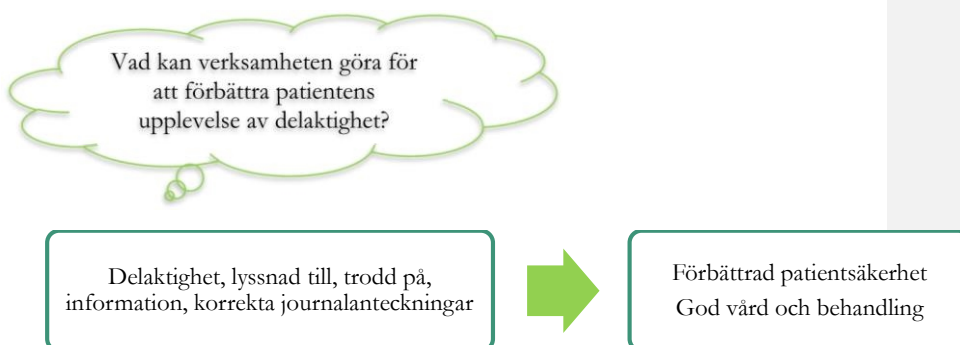 Vad kan verksamheten göra för
att förbättra patientens
upplevelse av delaktighet?
Delaktighet, lyssnad till, trodd på,
information, korrekta journalanteckningar
Förbättrad patientsäkerhet
God vård och behandling